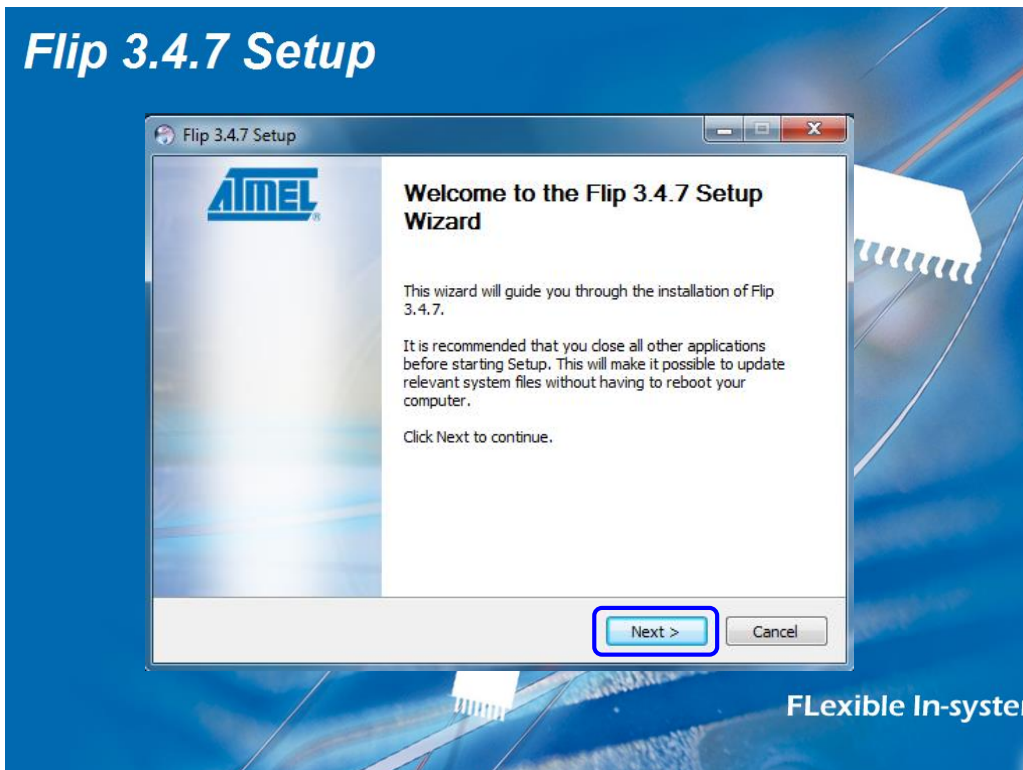 Flip 3.4.7 Setup
Flip 3.4.7 Setup
ATMEL
®
Welcome to the Flip 3.4.7 Setup
Wizard
This wizard will guide you through the installation of Flip
3.4.7.
It is recommended that you close all other applications
before starting Setup. This will make it possible to update
relevant system files without having to reboot your
computer.
Click Next to continue.
Next >
Cancel
FLexible In-syste